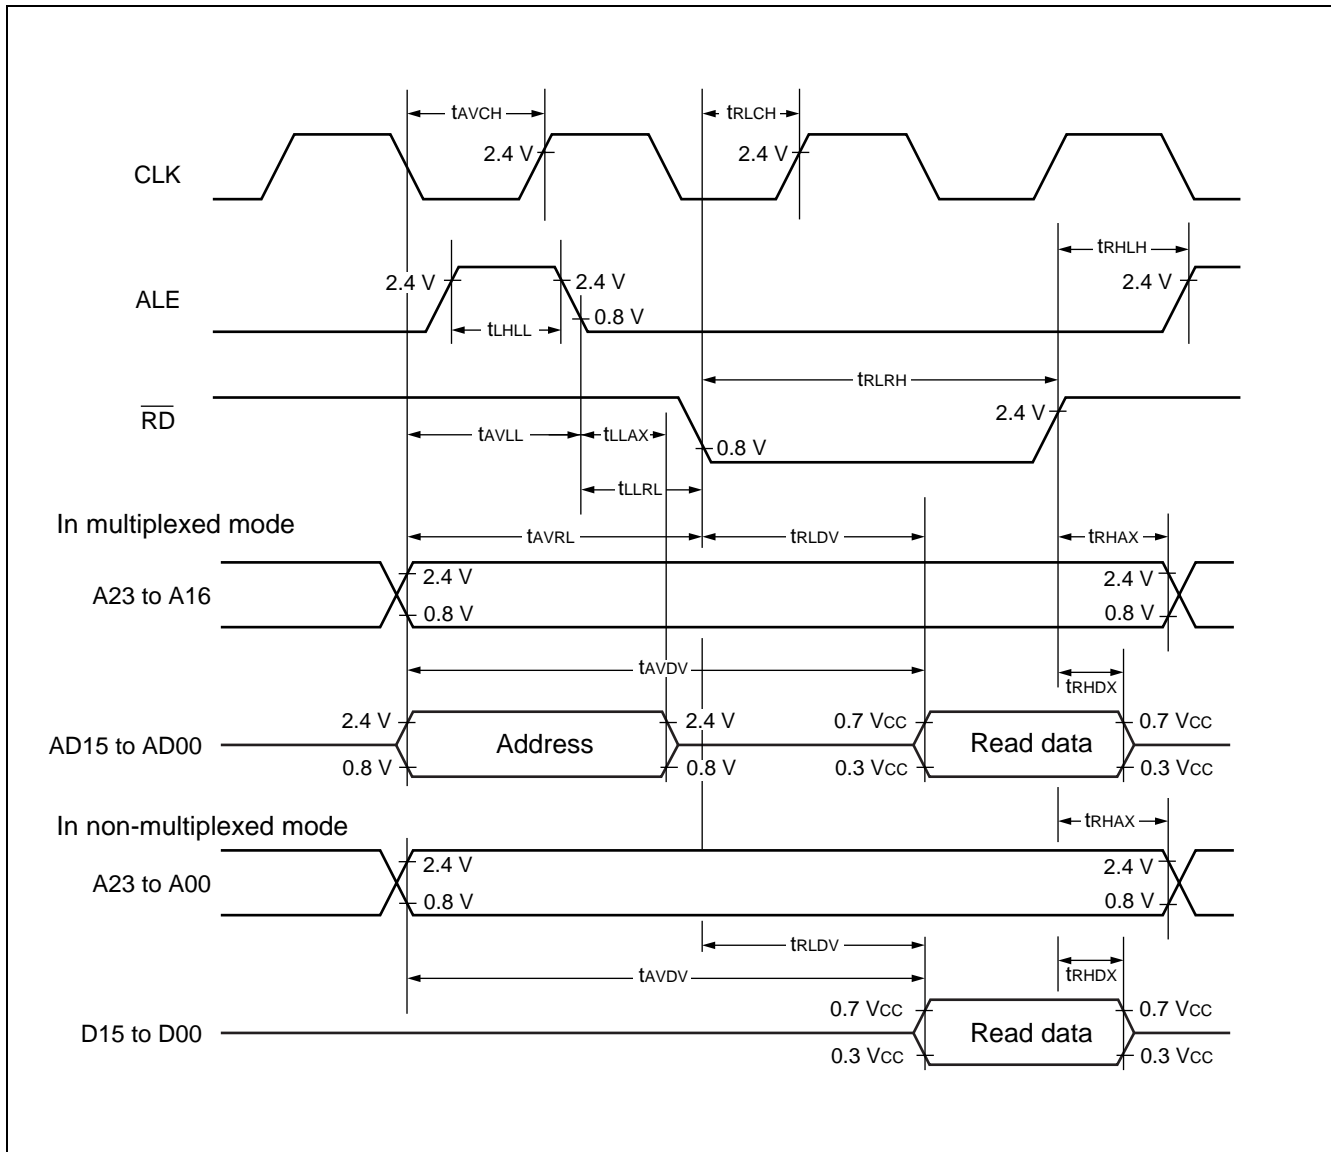 tAVCH
tRLCH
CLK
2.4 V
2.4 V
tRHLH
ALE
2.4 V
2.4 V
2.4 V
0.8 V
tLHLL
tRLRH
RD
2.4 V
0.8 V
tAVLL
tLLAX
tLLRL
In multiplexed mode
tAVRL
tRLDV
tRHAX
A23 to A16
2.4 V
2.4 V
0.8 V
0.8 V
tAVDV
tRHDX
AD15 to AD00
2.4 V
Address
2.4 V
0.7 VCC
Read data
0.7 VCC
0.8 V
0.8 V
0.3 VCC
0.3 VCC
In non-multiplexed mode
tRHAX
A23 to A00
2.4 V
2.4 V
0.8 V
0.8 V
tRLDV
tAVDV
tRHDX
D15 to D00
0.7 VCC
Read data
0.7 VCC
0.3 VCC
0.3 VCC